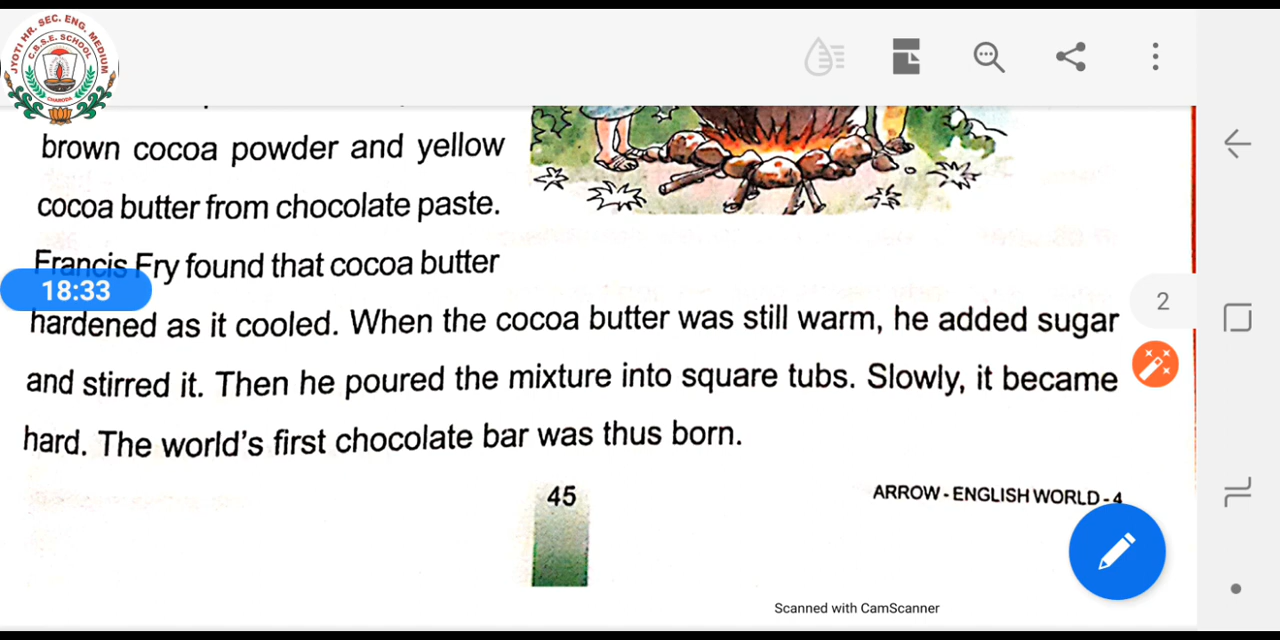 JYOTI HR. SEC. ENG. MEDIUM
C.B.S.E. SCHOOL
CHARODA
brown cocoa powder and yellow
cocoa butter from chocolate paste.
Francis Fry found that cocoa butter
18:33
hardened as it cooled. When the cocoa butter was still warm, he added sugar
2
and stirred it. Then he poured the mixture into square tubs. Slowly, it became
hard. The world's first chocolate bar was thus born.
45
ARROW - ENGLISH WORLD - 4
Scanned with CamScanner